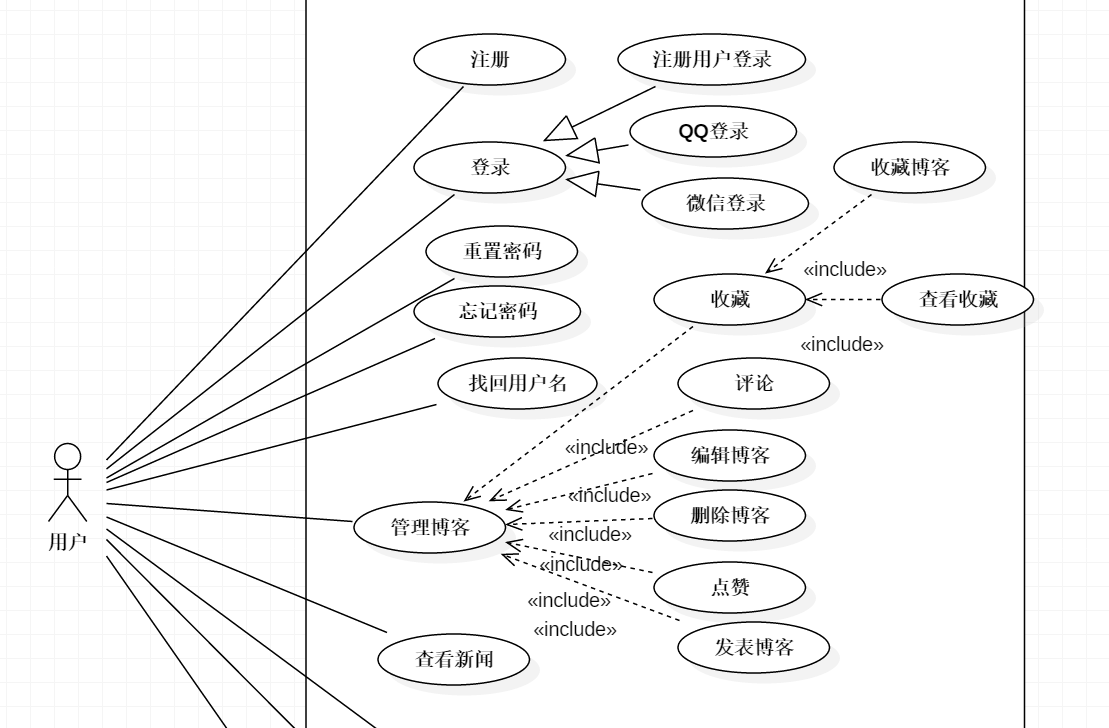 注册
注册用户登录
QQ登录
登录
收藏博客
微信登录
重置密码
«include»
收藏
查看收藏
忘记密码
«include»
找回用户名
评论
«include»
编辑博客
«include»
删除博客
管理博客
«include»
用户
«include»
点赞
«include»
«include»
发表博客
查看新闻